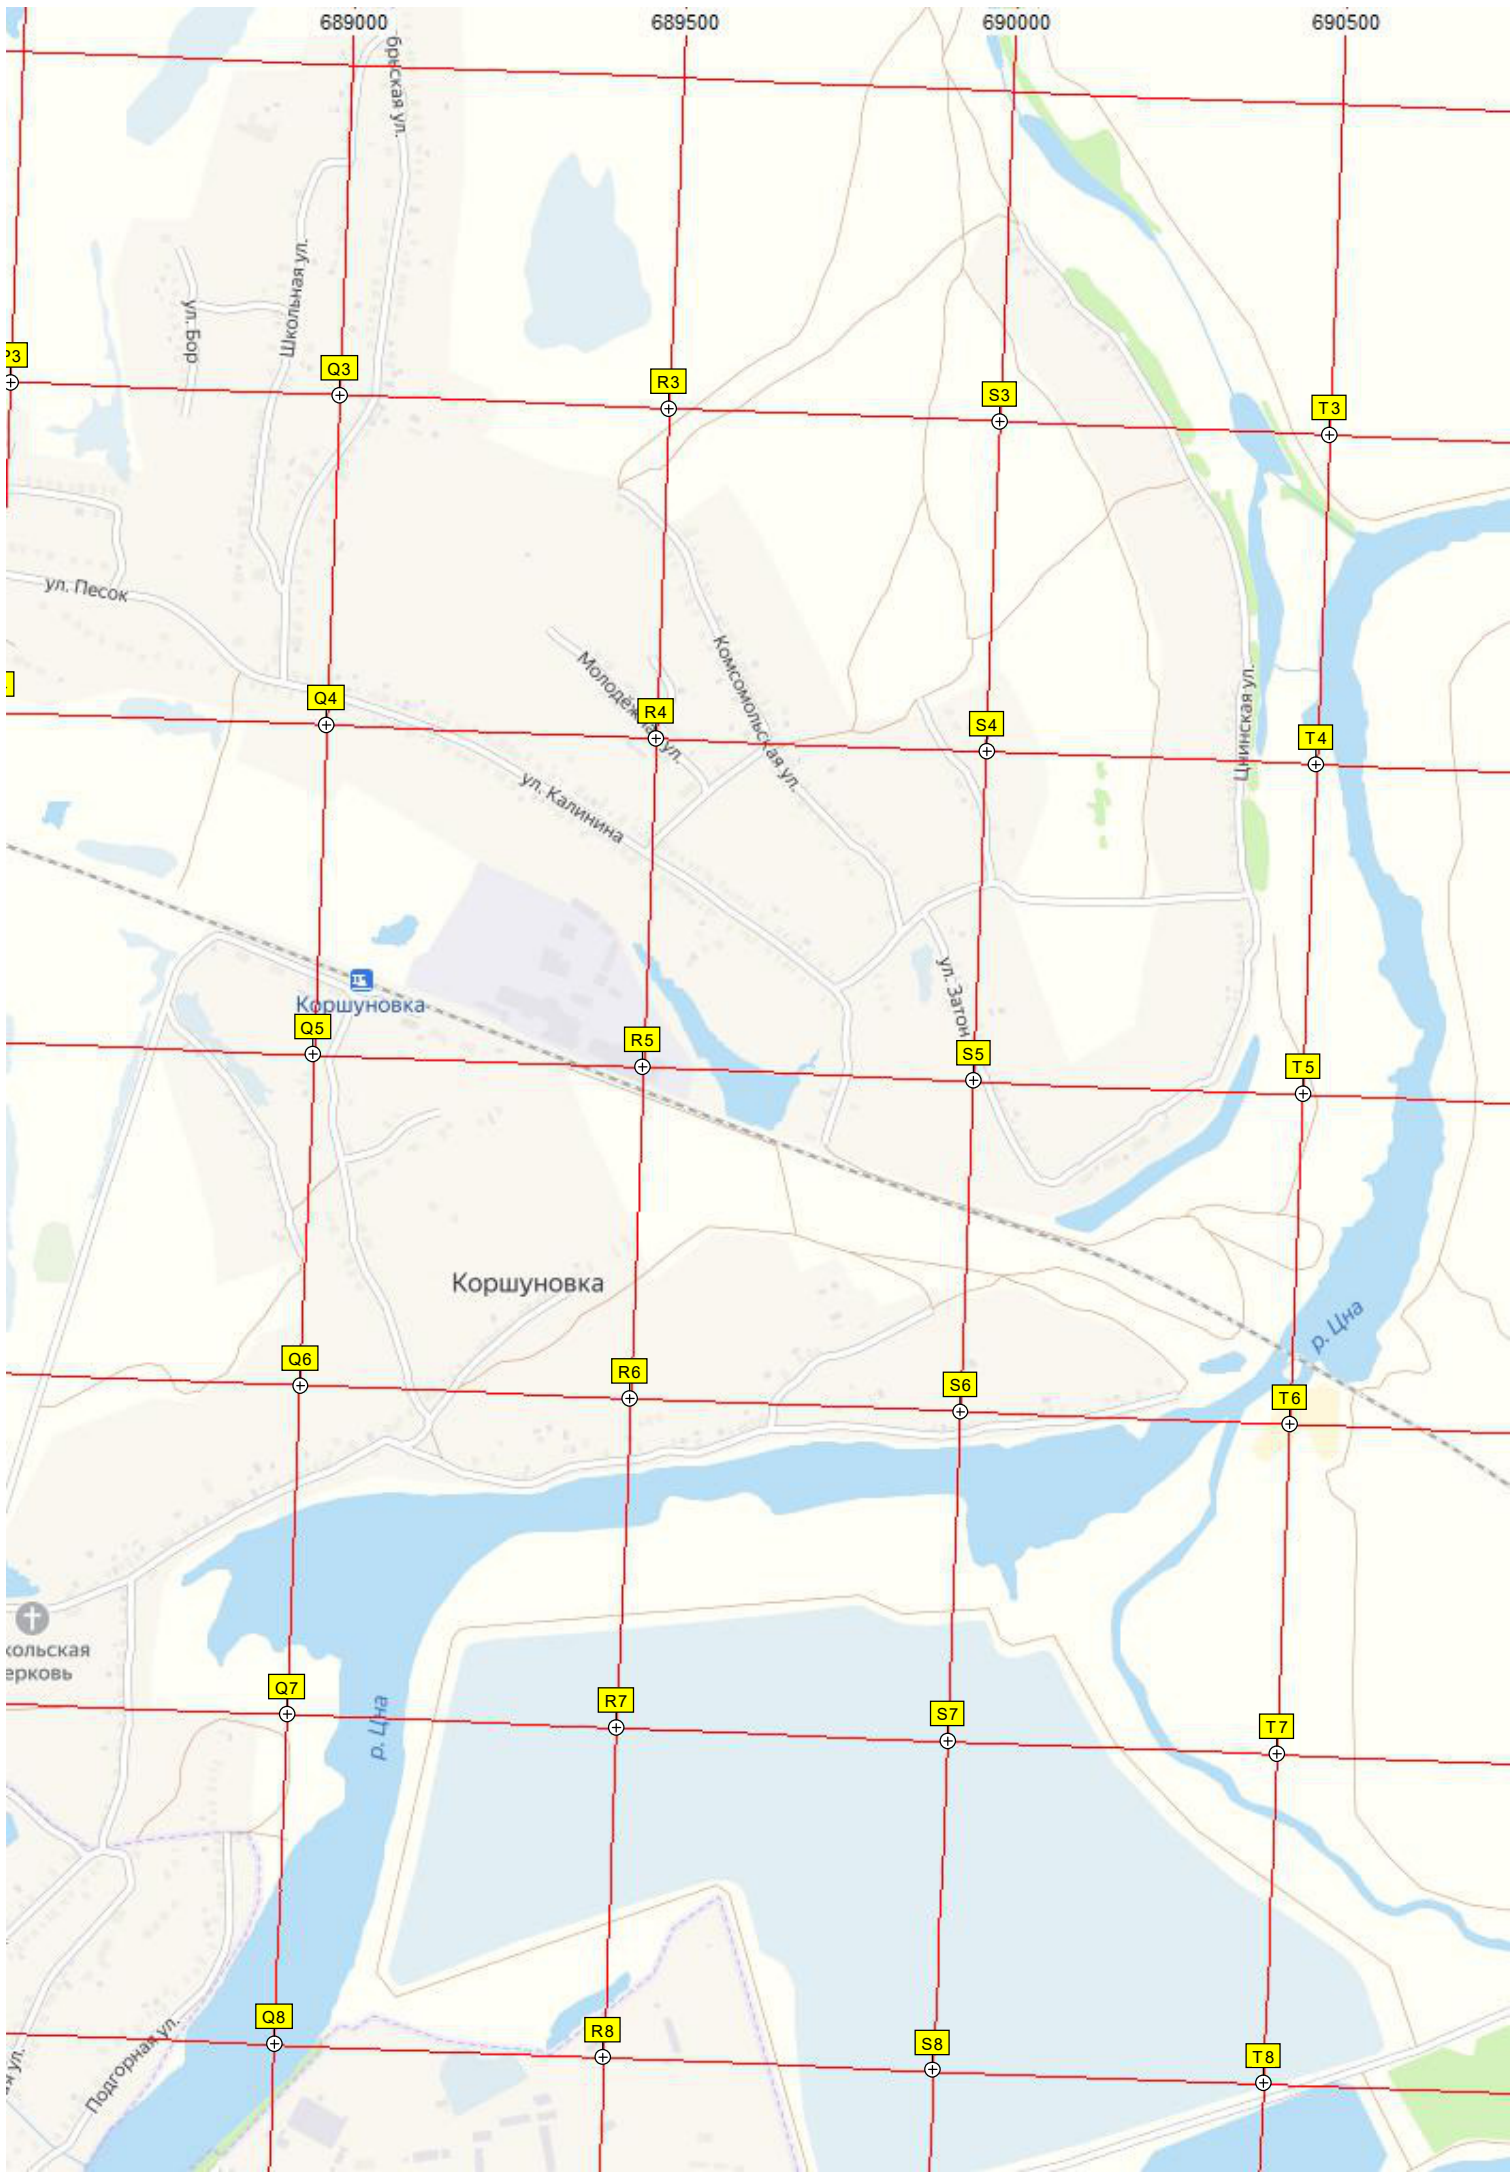 689000 689500 690000 690500
брьская ул.
Школьная ул.
ул. Бор
P3
Q3
R3
S3
T3
ул. Песок
Комсомольская ул.
Цнинская ул.
Q4
R4
S4
T4
ул. Калинина
ул. Затон
Коршуновка
Q5
R5
S5
T5
Коршуновка
р. Цна
Q6
R6
S6
T6
кольская
ерковь
Q7
R7
S7
T7
р. Цна
Q8
R8
S8
T8
Подгорная ул.
я ул.